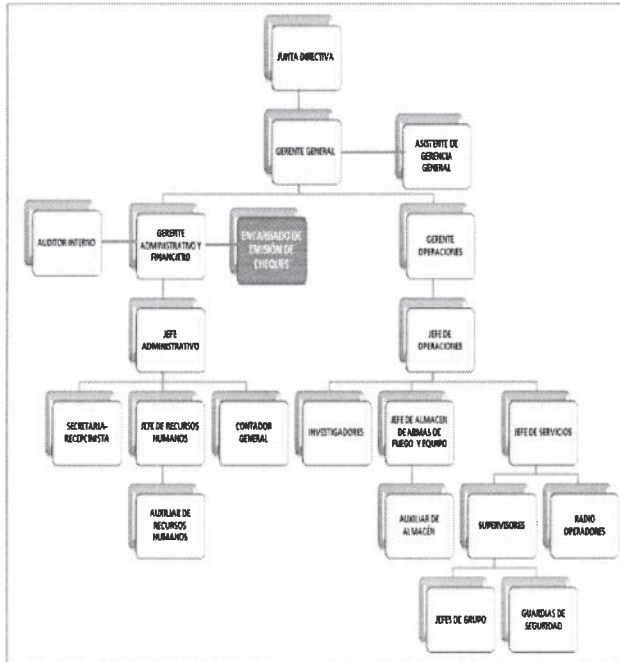 JUNTA DIRECTIVA
GERENTE GENERAL
ASISTENTE DE
GERENCIA
GENERAL
AUDITOR INTERNO
GERENTE
ADMINISTRATIVO Y
FINANCIERO
ENCARGADO DE
EMISIÓN DE
CHEQUES
GERENTE
OPERACIONES
JEFE
ADMINISTRATIVO
JEFE DE
OPERACIONES
SECRETARIA-
RECEPCINISTA
JEFE DE RECURSOS
HUMANOS
CONTADOR
GENERAL
INVESTIGADORES
JEFE DE ALMACEN
DE ARMAS DE
FUEGO Y EQUIPO
JEFE DE SERVICIOS
AUXILIAR DE
RECURSOS
HUMANOS
AUXILIAR DE
ALMACÉN
SUPERVISORES
RADIO
OPERADORES
JEFES DE GRUPO
GUARDIAS DE
SEGURIDAD